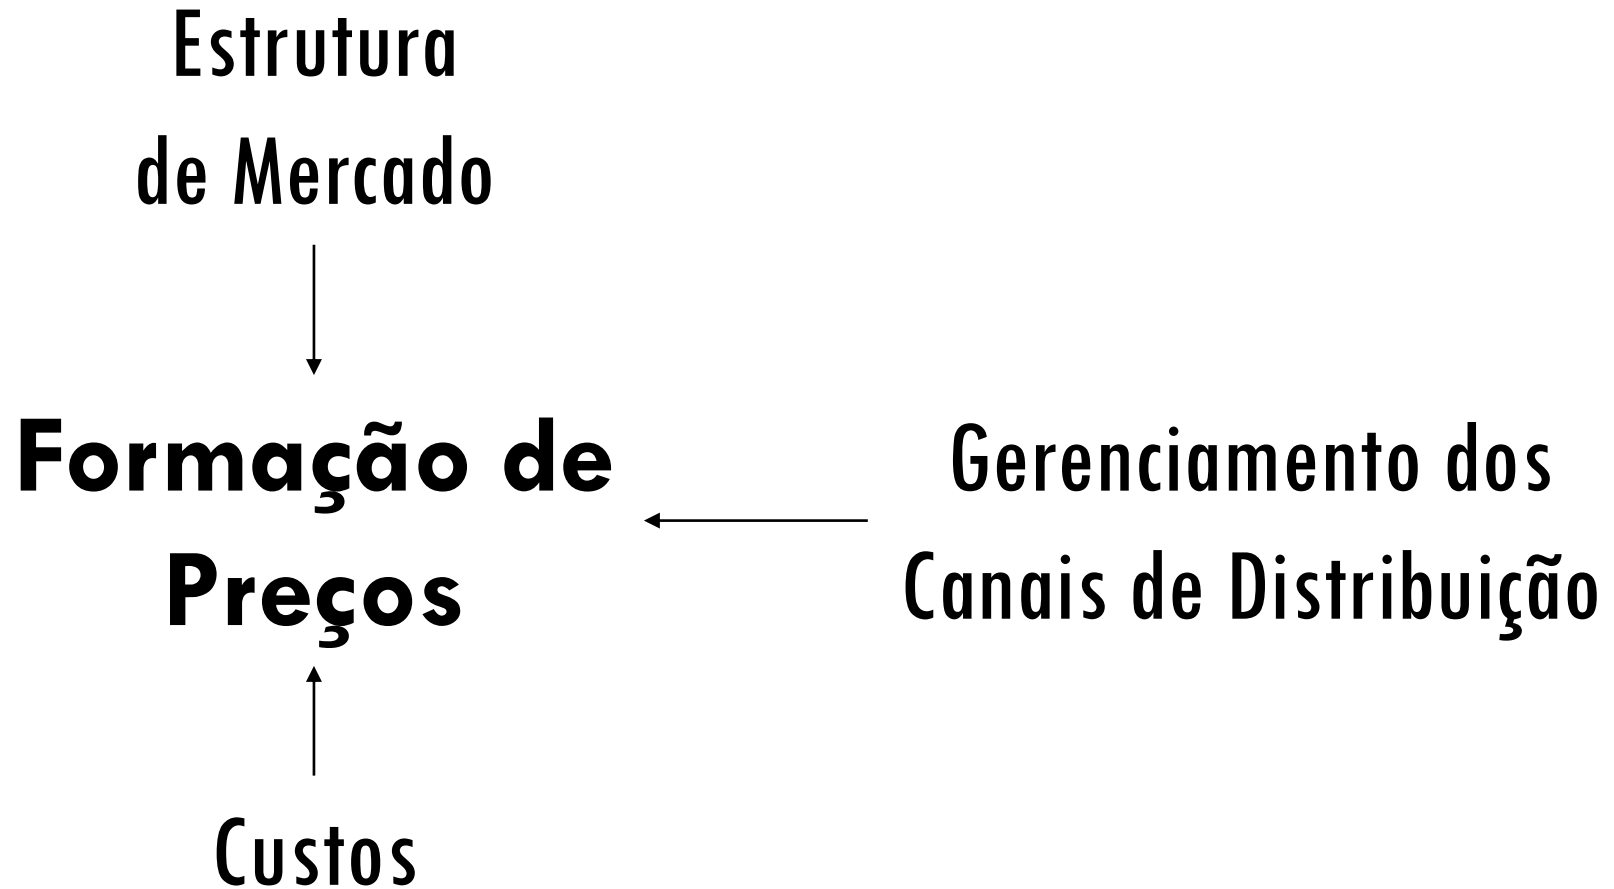 Estrutura
de Mercado
Formação de
Preços
Gerenciamento dos
Canais de Distribuição
Custos